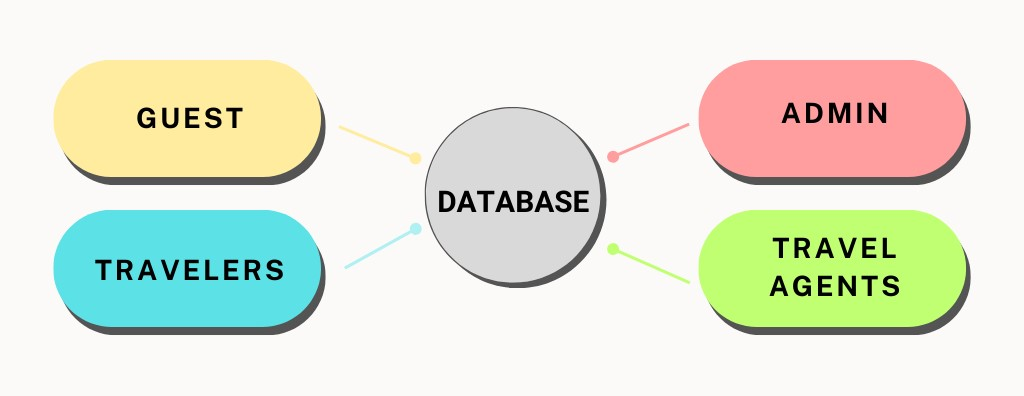 GUEST
TRAVELERS
DATABASE
ADMIN
TRAVEL
AGENTS